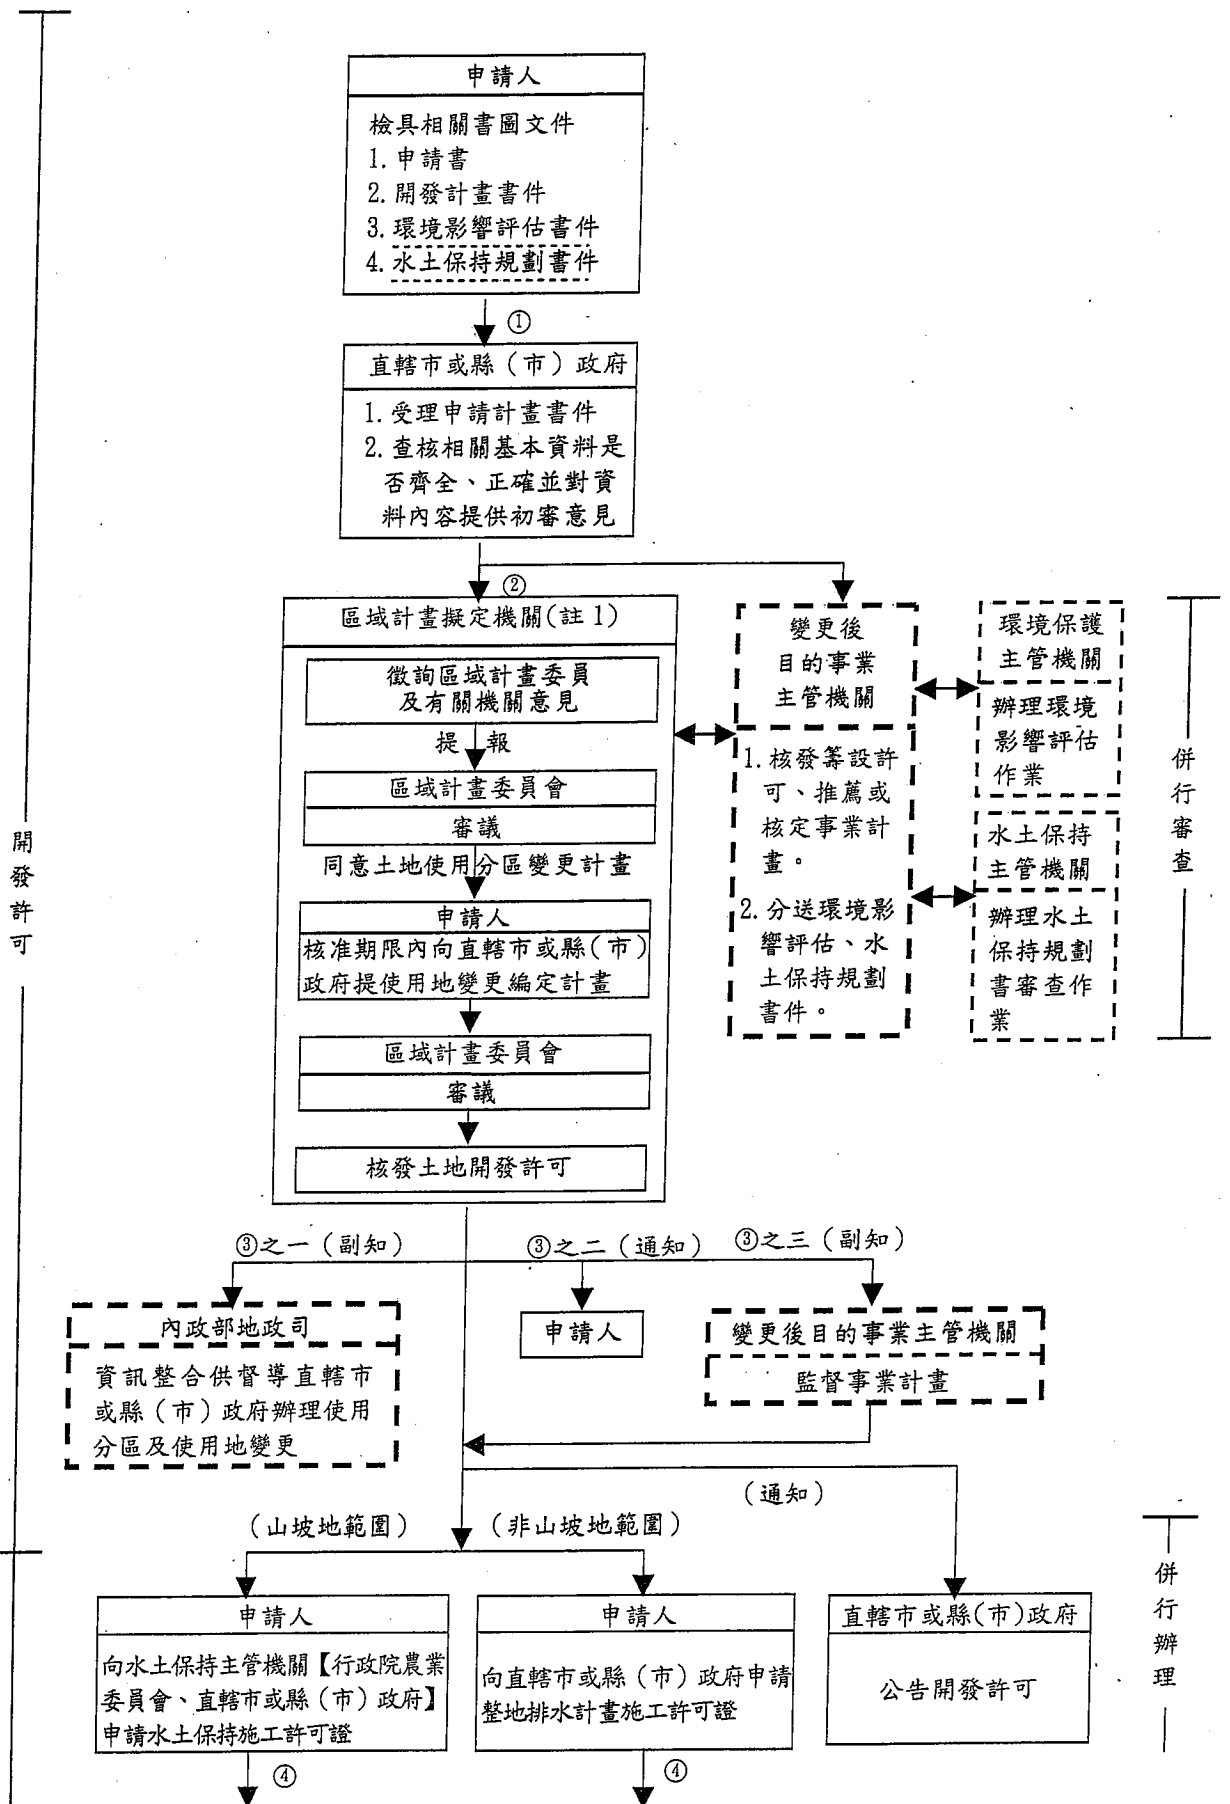 申請人
檢具相關書圖文件
1. 申請書
2. 開發計畫書件
3. 環境影響評估書件
4. 水土保持規劃書件
①
直轄市或縣（市）政府
1. 受理申請計畫書件
2. 查核相關基本資料是
否齊全、正確並對資
料內容提供初審意見
②
區域計畫擬定機關(註1)
徵詢區域計畫委員
及有關機關意見
提報
區域計畫委員會
審議
同意土地使用分區變更計畫
申請人
核准期限內向直轄市或縣(市)
政府提使用地變更編定計畫
區域計畫委員會
審議
核發土地開發許可
變更後
目的事業
主管機關
1. 核發籌設許
可、推薦或
核定事業計
畫。
2. 分送環境影
響評估、水
土保持規劃
書件。
環境保護
主管機關
辦理環境
影響評估
作業
水土保持
主管機關
辦理水土
保持規劃
書審查作
業
併行審查
開發許可
③之一（副知）
③之二（通知）
③之三（副知）
內政部地政司
資訊整合供督導直轄市
或縣（市）政府辦理使用
分區及使用地變更
申請人
變更後目的事業主管機關
監督事業計畫
（通知）
（山坡地範圍）
（非山坡地範圍）
申請人
向水土保持主管機關【行政院農業
委員會、直轄市或縣（市）政府】
申請水土保持施工許可證
④
申請人
向直轄市或縣（市）政府申請
整地排水計畫施工許可證
④
直轄市或縣(市)政府
公告開發許可
併行辦理